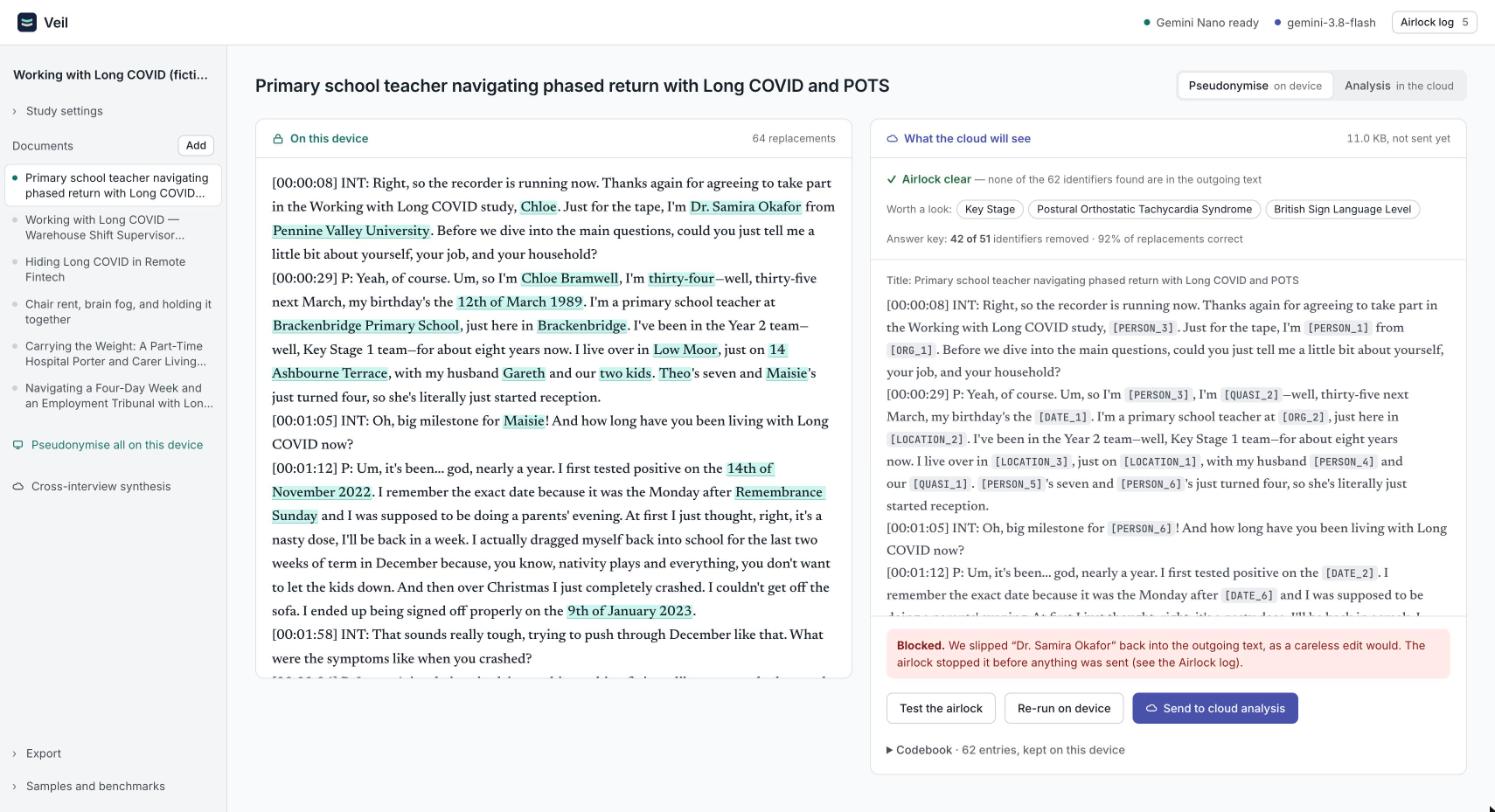 Veil
Gemini Nano ready
gemini-3.8-flash
Airlock log 5
Working with Long COVID (ficti...
Study settings
Documents
Add
Primary school teacher navigating
phased return with Long COVID...
Working with Long COVID —
Warehouse Shift Supervisor...
Hiding Long COVID in Remote
Fintech
Chair rent, brain fog, and holding it
together
Carrying the Weight: A Part-Time
Hospital Porter and Carer Living...
Navigating a Four-Day Week and
an Employment Tribunal with Lon...
Pseudonymise all on this device
Cross-interview synthesis
Export
Samples and benchmarks
Primary school teacher navigating phased return with Long COVID and POTS
Pseudonymise on device
Analysis in the cloud
On this device
64 replacements
[00:00:08] INT: Right, so the recorder is running now. Thanks again for agreeing to take part
in the Working with Long COVID study, Chloe. Just for the tape, I'm Dr. Samira Okafor from
Pennine Valley University. Before we dive into the main questions, could you just tell me a
little bit about yourself, your job, and your household?
[00:00:29] P: Yeah, of course. Um, so I'm Chloe Bramwell, I'm thirty-four—well, thirty-five
next March, my birthday's the 12th of March 1989. I'm a primary school teacher at
Brackenbridge Primary School, just here in Brackenbridge. I've been in the Year 2 team—
well, Key Stage 1 team—for about eight years now. I live over in Low Moor, just on 14
Ashbourne Terrace, with my husband Gareth and our two kids. Theo's seven and Maisie's
just turned four, so she's literally just started reception.
[00:01:05] INT: Oh, big milestone for Maisie! And how long have you been living with Long
COVID now?
[00:01:12] P: Um, it's been... god, nearly a year. I first tested positive on the 14th of
November 2022. I remember the exact date because it was the Monday after Remembrance
Sunday and I was supposed to be doing a parents' evening. At first I just thought, right, it's a
nasty dose, I'll be back in a week. I actually dragged myself back into school for the last two
weeks of term in December because, you know, nativity plays and everything, you don't want
to let the kids down. And then over Christmas I just completely crashed. I couldn't get off the
sofa. I ended up being signed off properly on the 9th of January 2023.
[00:01:58] INT: That sounds really tough, trying to push through December like that. What
were the symptoms like when you crashed?
What the cloud will see
11.0 KB, not sent yet
Airlock clear — none of the 62 identifiers found are in the outgoing text
Worth a look: Key Stage Postural Orthostatic Tachycardia Syndrome British Sign Language Level
Answer key: 42 of 51 identifiers removed · 92% of replacements correct
Title: Primary school teacher navigating phased return with Long COVID and POTS
[00:00:08] INT: Right, so the recorder is running now. Thanks again for agreeing to take part in
the Working with Long COVID study, [PERSON_3]. Just for the tape, I'm [PERSON_1] from
[ORG_1]. Before we dive into the main questions, could you just tell me a little bit about yourself,
your job, and your household?
[00:00:29] P: Yeah, of course. Um, so I'm [PERSON_3], I'm [QUASI_2]—well, thirty-five next
March, my birthday's the [DATE_1]. I'm a primary school teacher at [ORG_2], just here in
[LOCATION_2]. I've been in the Year 2 team—well, Key Stage 1 team—for about eight years
now. I live over in [LOCATION_3], just on [LOCATION_1], with my husband [PERSON_4] and
our [QUASI_1]. [PERSON_5]'s seven and [PERSON_6]'s just turned four, so she's literally just
started reception.
[00:01:05] INT: Oh, big milestone for [PERSON_6]! And how long have you been living with Long
COVID now?
[00:01:12] P: Um, it's been... god, nearly a year. I first tested positive on the [DATE_2]. I
remember the exact date because it was the Monday after [DATE_6] and I was supposed to be
Blocked. We slipped “Dr. Samira Okafor” back into the outgoing text, as a careless edit would. The
airlock stopped it before anything was sent (see the Airlock log).
Test the airlock
Re-run on device
Send to cloud analysis
Codebook · 62 entries, kept on this device